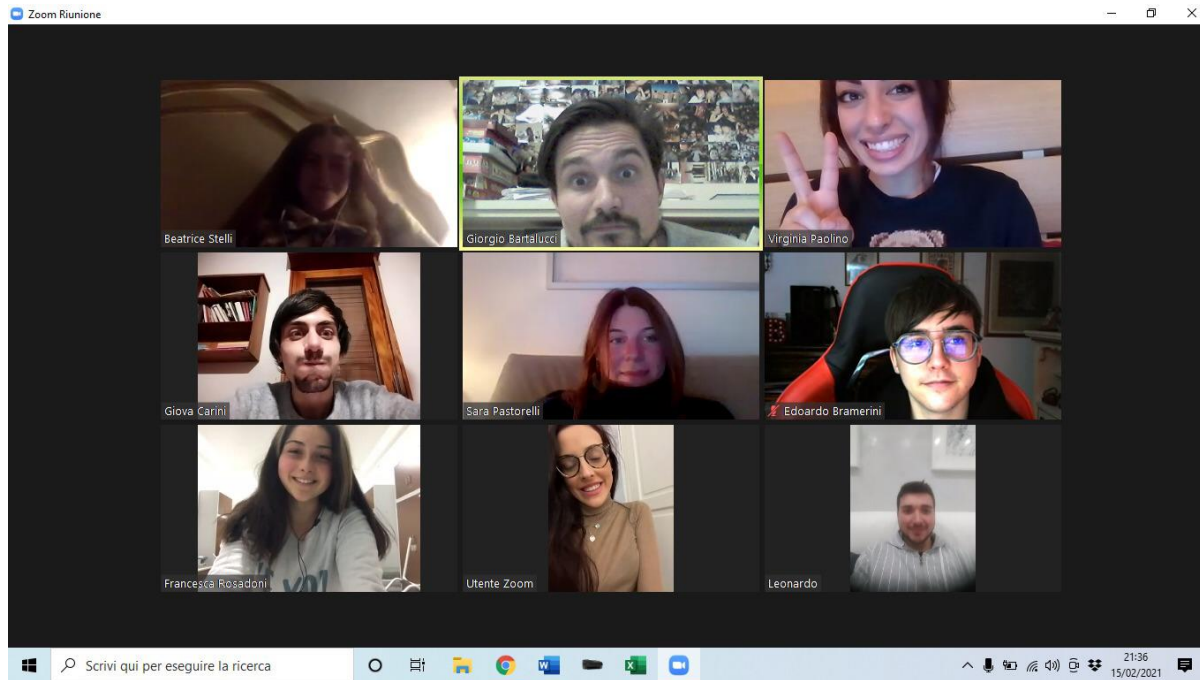 Zoom Riunione
Beatrice Stelli
Giorgio Bartalucci
Virginia Paolino
Giova Carini
Sara Pastorelli
Edoardo Bramerini
Francesca Rosadoni
Utente Zoom
Leonardo
Scrivi qui per eseguire la ricerca
21:36
15/02/2021